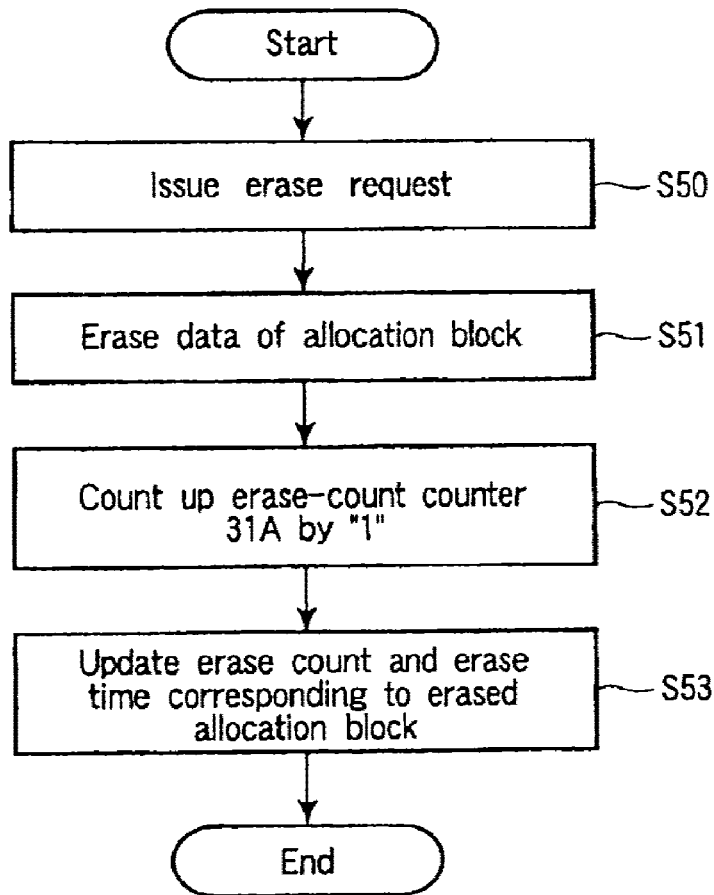 Start
Issue erase request
S50
Erase data of allocation block
S51
Count up erase-count counter
31A by "1"
S52
Update erase count and erase
time corresponding to erased
allocation block
S53
End